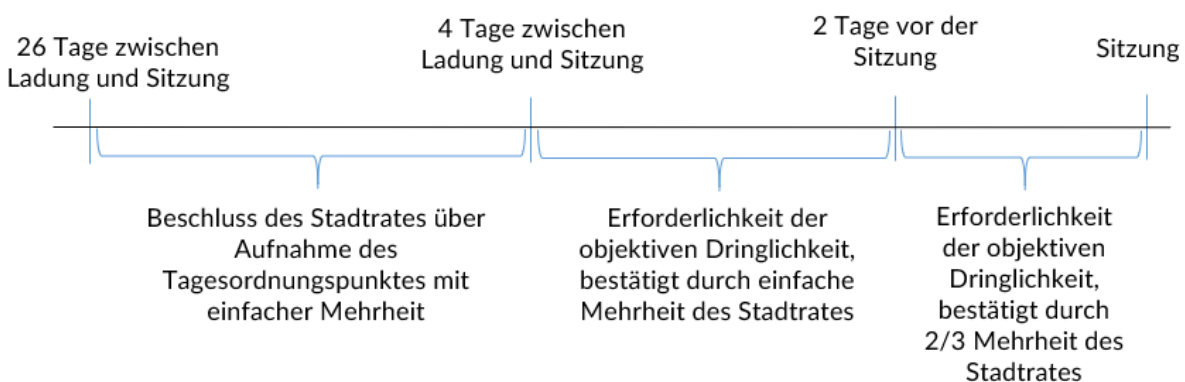 26 Tage zwischen
Ladung und Sitzung
4 Tage zwischen
Ladung und Sitzung
2 Tage vor der
Sitzung
Sitzung
Beschluss des Stadtrates über
Aufnahme des
Tagesordnungspunktes mit
einfacher Mehrheit
Erforderlichkeit der
objektiven Dringlichkeit,
bestätigt durch einfache
Mehrheit des Stadtrates
Erforderlichkeit
der objektiven
Dringlichkeit,
bestätigt durch
2/3 Mehrheit des
Stadtrates